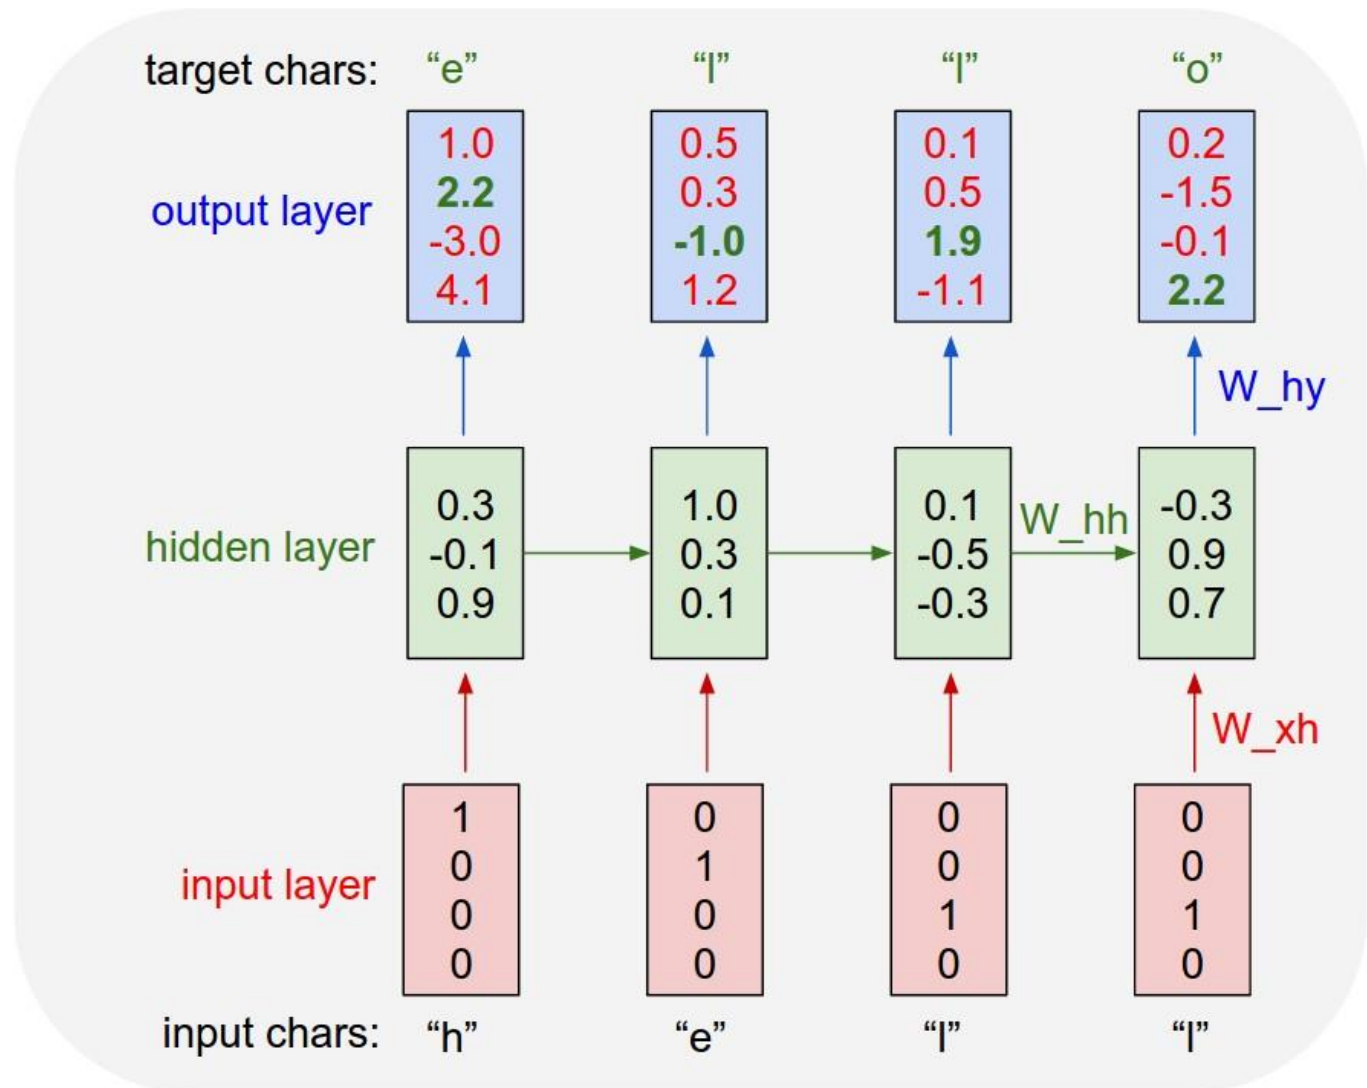 target chars: “e” “l” “l” “o”
1.0 0.5 0.1 0.2
2.2 0.3 0.5 -1.5
output layer
-3.0 -1.0 1.9 -0.1
4.1 1.2 -1.1 2.2
W_hy
0.3 1.0 0.1 -0.3
W_hh
hidden layer
-0.1 0.3 -0.5 0.9
0.9 0.1 -0.3 0.7
W_xh
1 0 0 0
0 1 0 0
input layer
0 0 1 1
0 0 0 0
input chars: “h” “e” “l” “l”